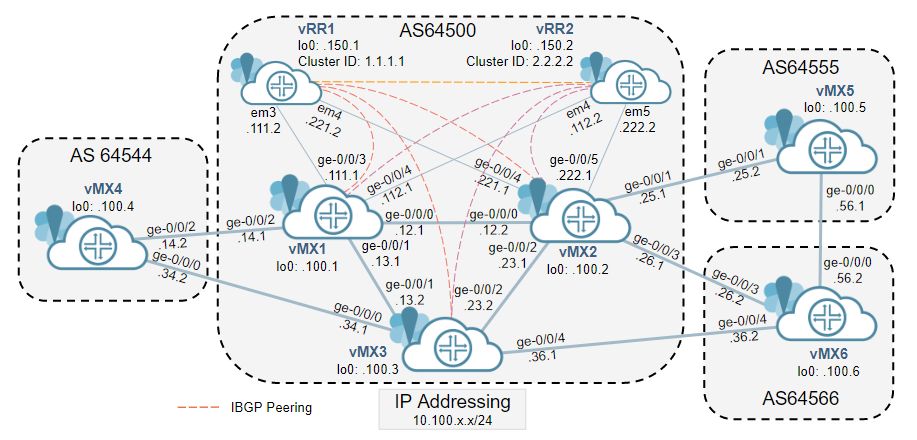 AS64500
vRR1
lo0: .150.1
Cluster ID: 1.1.1.1
vRR2
lo0: .150.2
Cluster ID: 2.2.2.2
em3
.111.2
em4
.221.2
em4
.112.2
em5
.222.2
AS64555
vMX5
lo0: .100.5
AS 64544
vMX4
lo0: .100.4
ge-0/0/3
.111.1
ge-0/0/4
.112.1
ge-0/0/4
.221.1
ge-0/0/5
.222.1
ge-0/0/1
.25.1
ge-0/0/1
.25.2
ge-0/0/0
.56.1
ge-0/0/2
.14.2
ge-0/0/2
.14.1
ge-0/0/0
.34.2
vMX1
lo0: .100.1
ge-0/0/0
.12.1
ge-0/0/0
.12.2
vMX2
lo0: .100.2
ge-0/0/1
.13.1
ge-0/0/2
.23.1
ge-0/0/3
.26.1
ge-0/0/3
.26.2
ge-0/0/0
.56.2
ge-0/0/1
.13.2
ge-0/0/2
.23.2
ge-0/0/0
.34.1
vMX3
lo0: .100.3
ge-0/0/4
.36.1
ge-0/0/4
.36.2
vMX6
lo0: .100.6
AS64566
IBGP Peering
IP Addressing
10.100.x.x/24